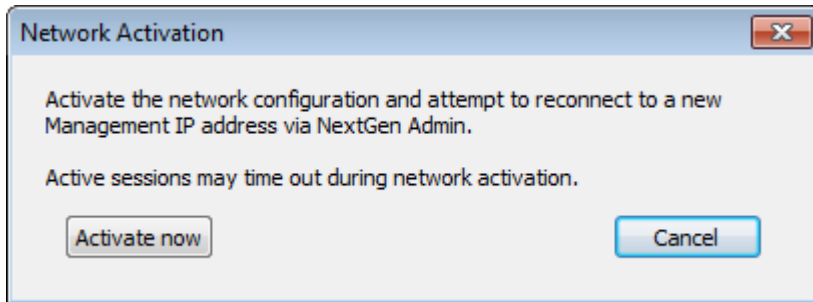 Network Activation
Activate the network configuration and attempt to reconnect to a new
Management IP address via NextGen Admin.
Active sessions may time out during network activation.
Activate now
Cancel